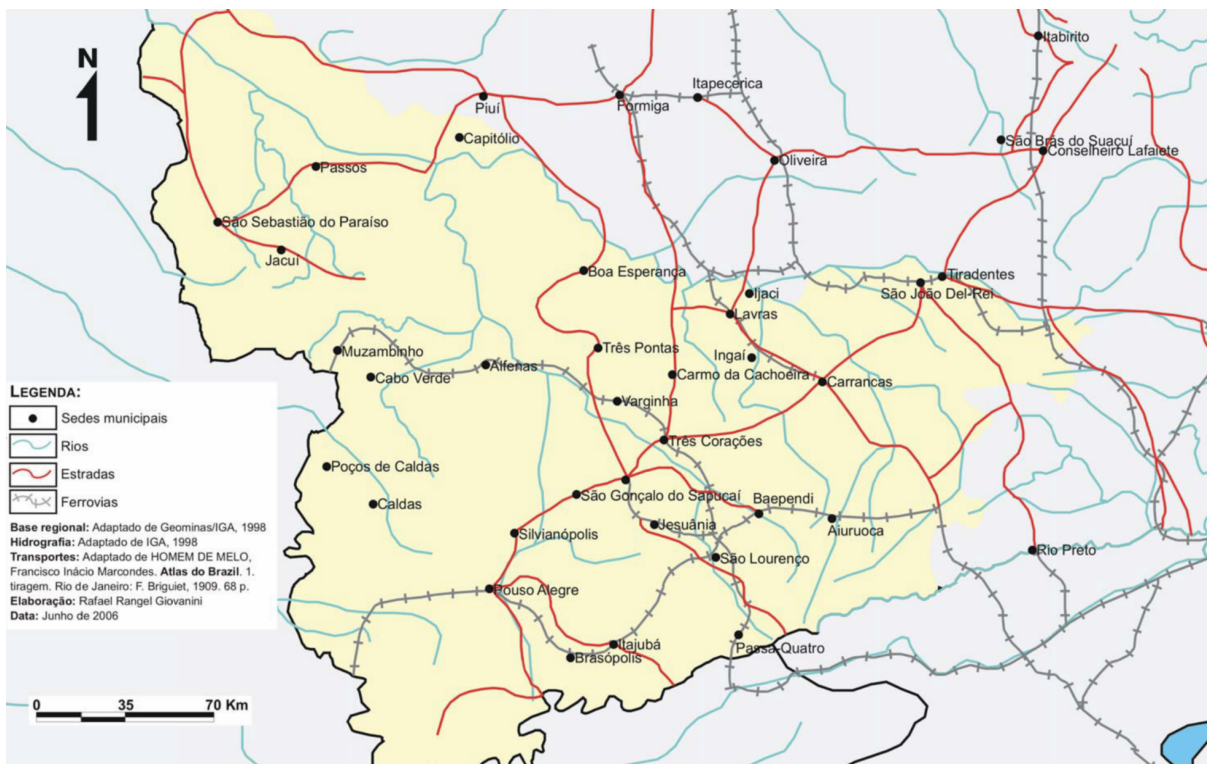 N
Itabirito
Itapecerica
Piuí
Formiga
Capitólio
São Brás do Suaçuí
Conselheiro Lafaiete
Oliveira
Passos
São Sebastião do Paraíso
Jacuí
Boa Esperança
Tiradentes
São João Del-Rei
Ijaci
Lavras
Muzambinho
Três Pontas
Ingaí
Alfenas
Cabo Verde
Carmo da Cachoeira
Carrancas
Varginha
Três Corações
Poços de Caldas
São Gonçalo do Sapucaí
Baependi
Caldas
Jesuânia
Aiuruoca
Silvianópolis
São Lourenço
Rio Preto
Pouso Alegre
Itajubá
Passa-Quatro
Brasópolis
LEGENDA:
Sedes municipais
Rios
Estradas
Ferrovias
Base regional: Adaptado de Geominas/IGA, 1998
Hidrografia: Adaptado de IGA, 1998
Transportes: Adaptado de HOMEM DE MELO,
Francisco Inácio Marcondes. Atlas do Brazil. 1.
tiragem. Rio de Janeiro: F. Briguiet, 1909. 68 p.
Elaboração: Rafael Rangel Giovanini
Data: Junho de 2006
0 35 70 Km